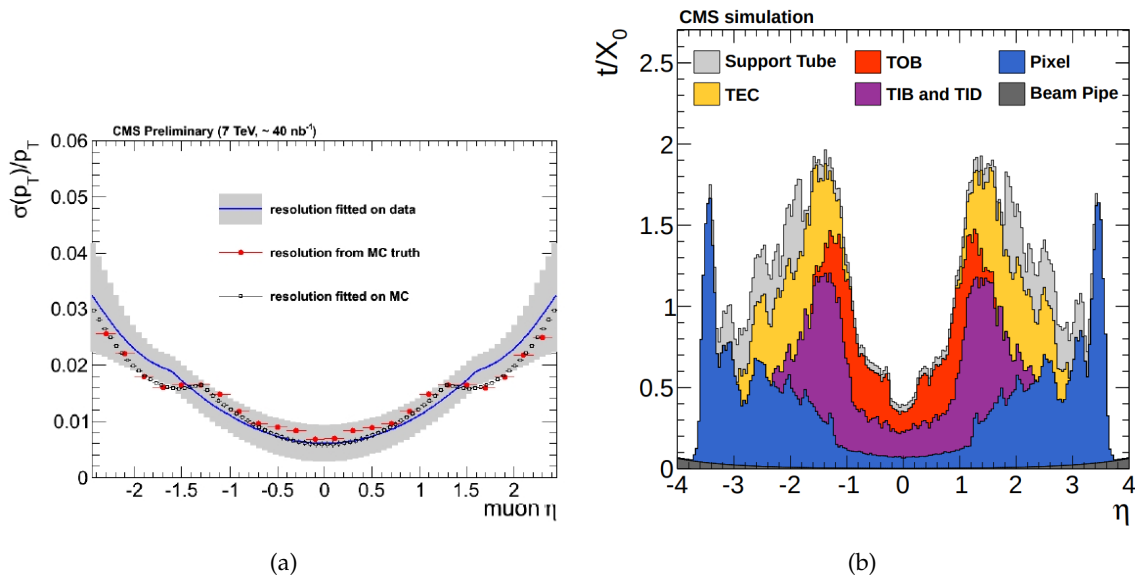 CMS Preliminary (7 TeV, ~ 40 nb⁻¹)
σ(p_T)/p_T
0.06
0.05
0.04
0.03
0.02
0.01
0
resolution fitted on data
resolution from MC truth
resolution fitted on MC
-2 -1.5 -1 -0.5 0 0.5 1 1.5 2
muon η
(a)
CMS simulation
t/X₀
2.5
2
1.5
1
0.5
0
Support Tube TOB Pixel
TEC TIB and TID Beam Pipe
-4 -3 -2 -1 0 1 2 3 4
η
(b)